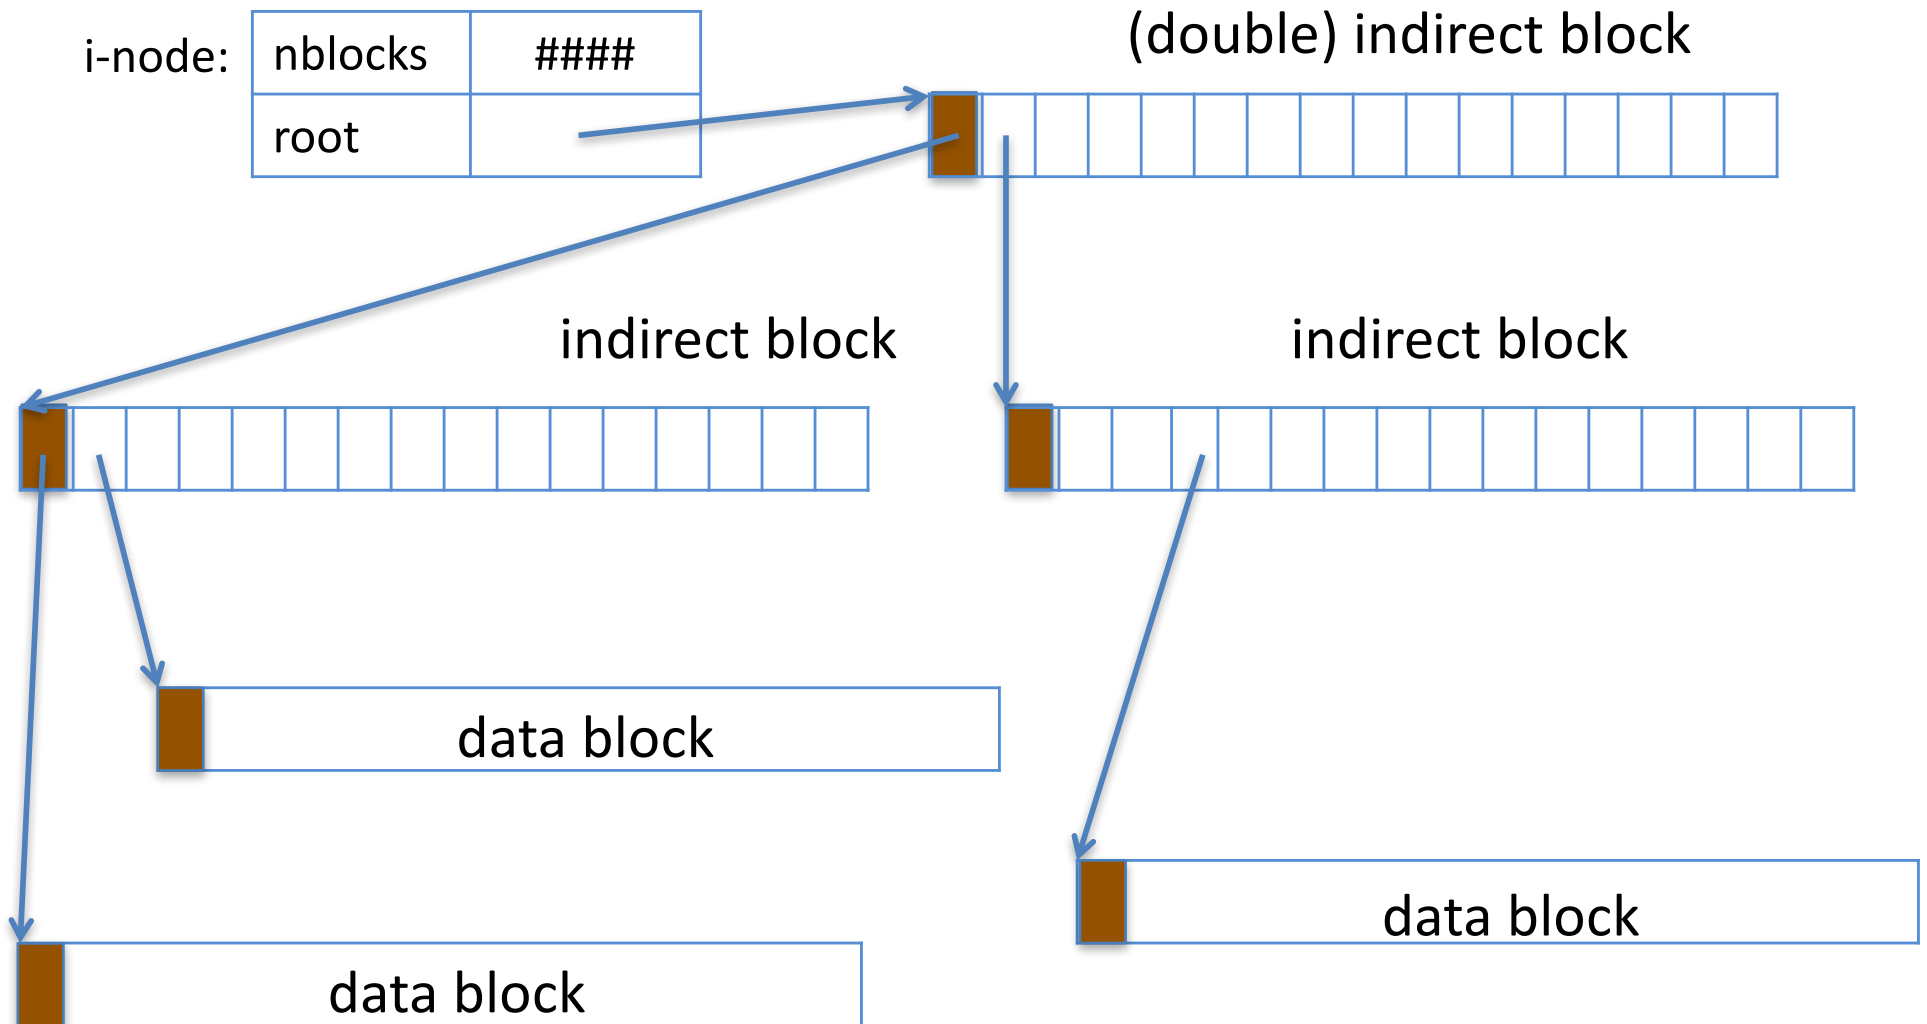 (double) indirect block
i-node:
nblocks ####
root
indirect block
indirect block
data block
data block
data block